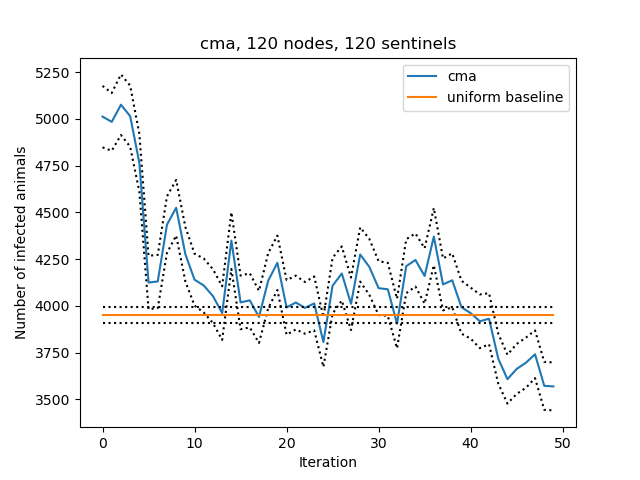 cma, 120 nodes, 120 sentinels
cma
uniform baseline
Number of infected animals
5250
5000
4750
4500
4250
4000
3750
3500
0 10 20 30 40 50
Iteration